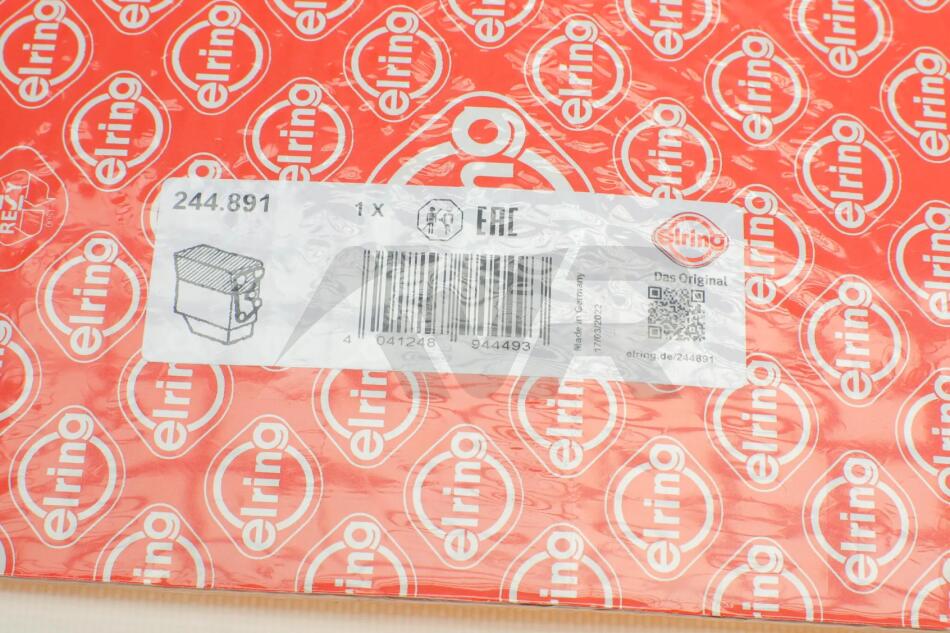 244.891
1 X
EAC
elring
Das Original
4 041248 944493
Made in Germany
17/03/2022
elring.de/244891
elring